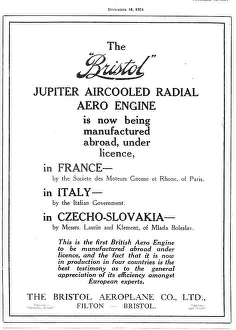 The
"Bristol"
JUPITER AIRCOOLED RADIAL
AERO ENGINE
is now being
manufactured
abroad, under
licence,
in FRANCE—
by the Societe des Moteurs Gnome et Rhone, of Paris.
in ITALY—
by the Italian Government.
in CZECHO-SLOVAKIA—
by Messrs. Laurin and Klement, of Mlada Boleslav.
This is the first British Aero Engine
to be manufactured abroad under
licence, and the fact that it is now
in production in four countries is the
best testimony as to the general
appreciation of its efficiency amongst
European experts.
THE BRISTOL AEROPLANE CO., LTD.,
FILTON - BRISTOL.